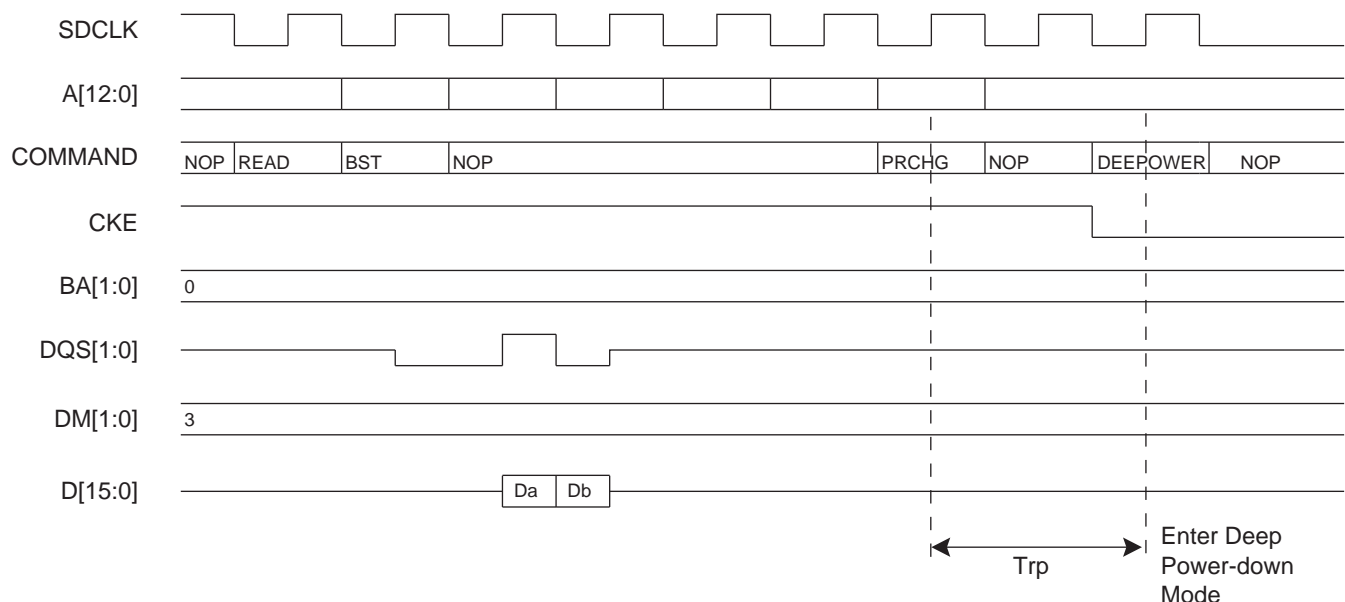 SDCLK
A[12:0]
COMMAND NOP READ BST NOP PRCHG NOP DEEPOWER NOP
CKE
BA[1:0] 0
DQS[1:0]
DM[1:0] 3
D[15:0] Da Db
Trp
Enter Deep
Power-down
Mode